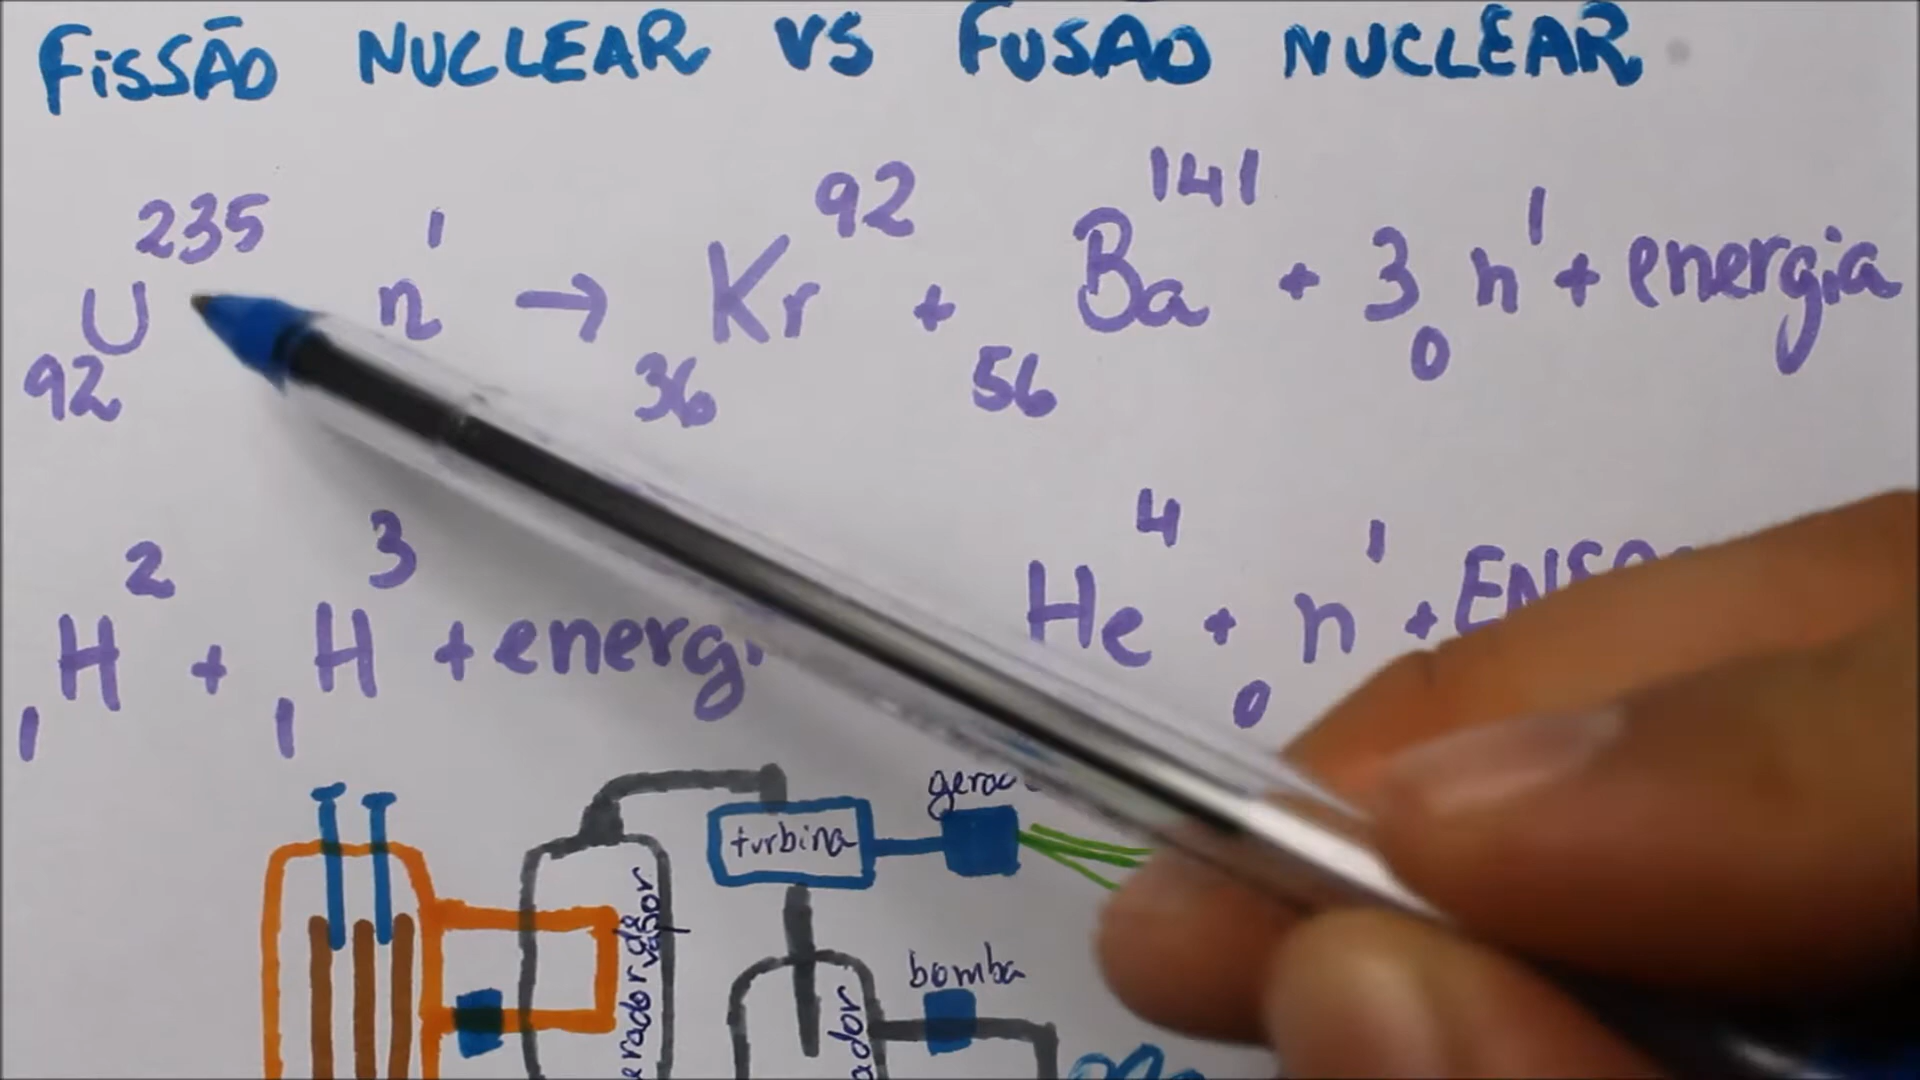 FISSÃO NUCLEAR VS FUSAO NUCLEAR
92 U 235 n 1 → 36 Kr 92 + 56 Ba 141 + 3 0 n 1 + energia
1 H 2 + 1 H 3 + He 4 + 0 n 1 +
turbina
vapor
bomba